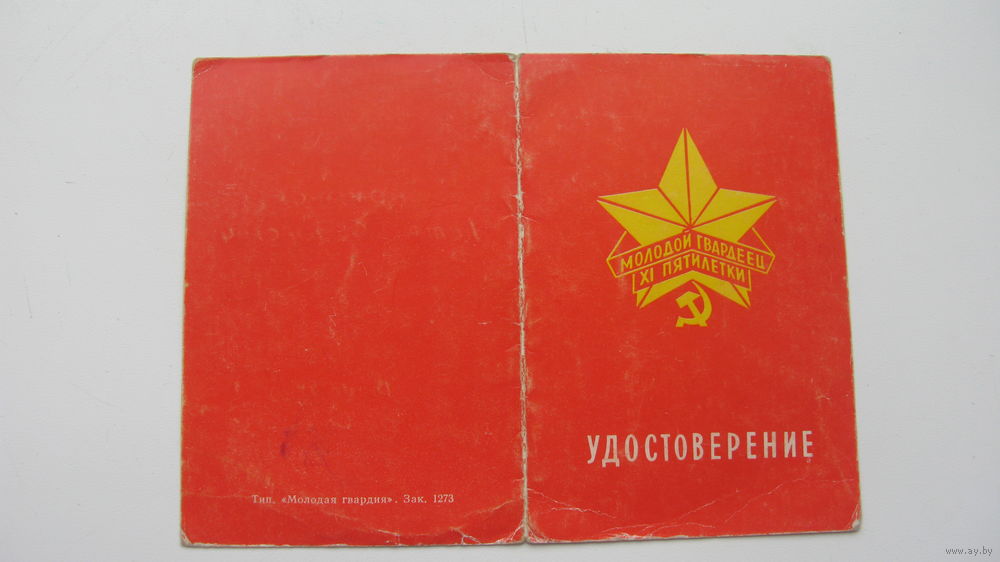 МОЛОДОЙ ГВАРДЕЕЦ
XI ПЯТИЛЕТКИ
УДОСТОВЕРЕНИЕ
Тип. «Молодая гвардия». Зак. 1273
www.ay.by